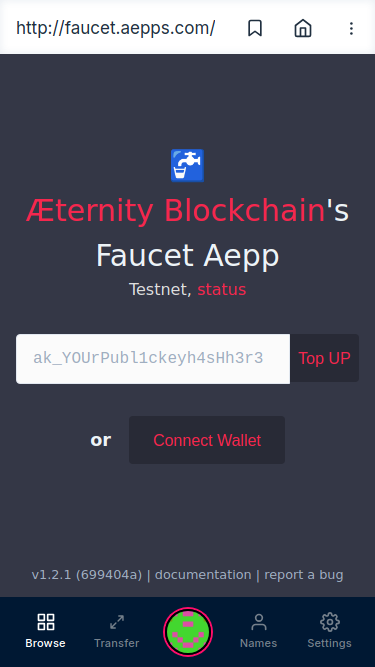 http://faucet.aepps.com/
Æternity Blockchain's
Faucet Aepp
Testnet, status
ak_YOUrPubl1ckeyh4sHh3r3
Top UP
or
Connect Wallet
v1.2.1 (699404a) | documentation | report a bug
Browse
Transfer
Names
Settings